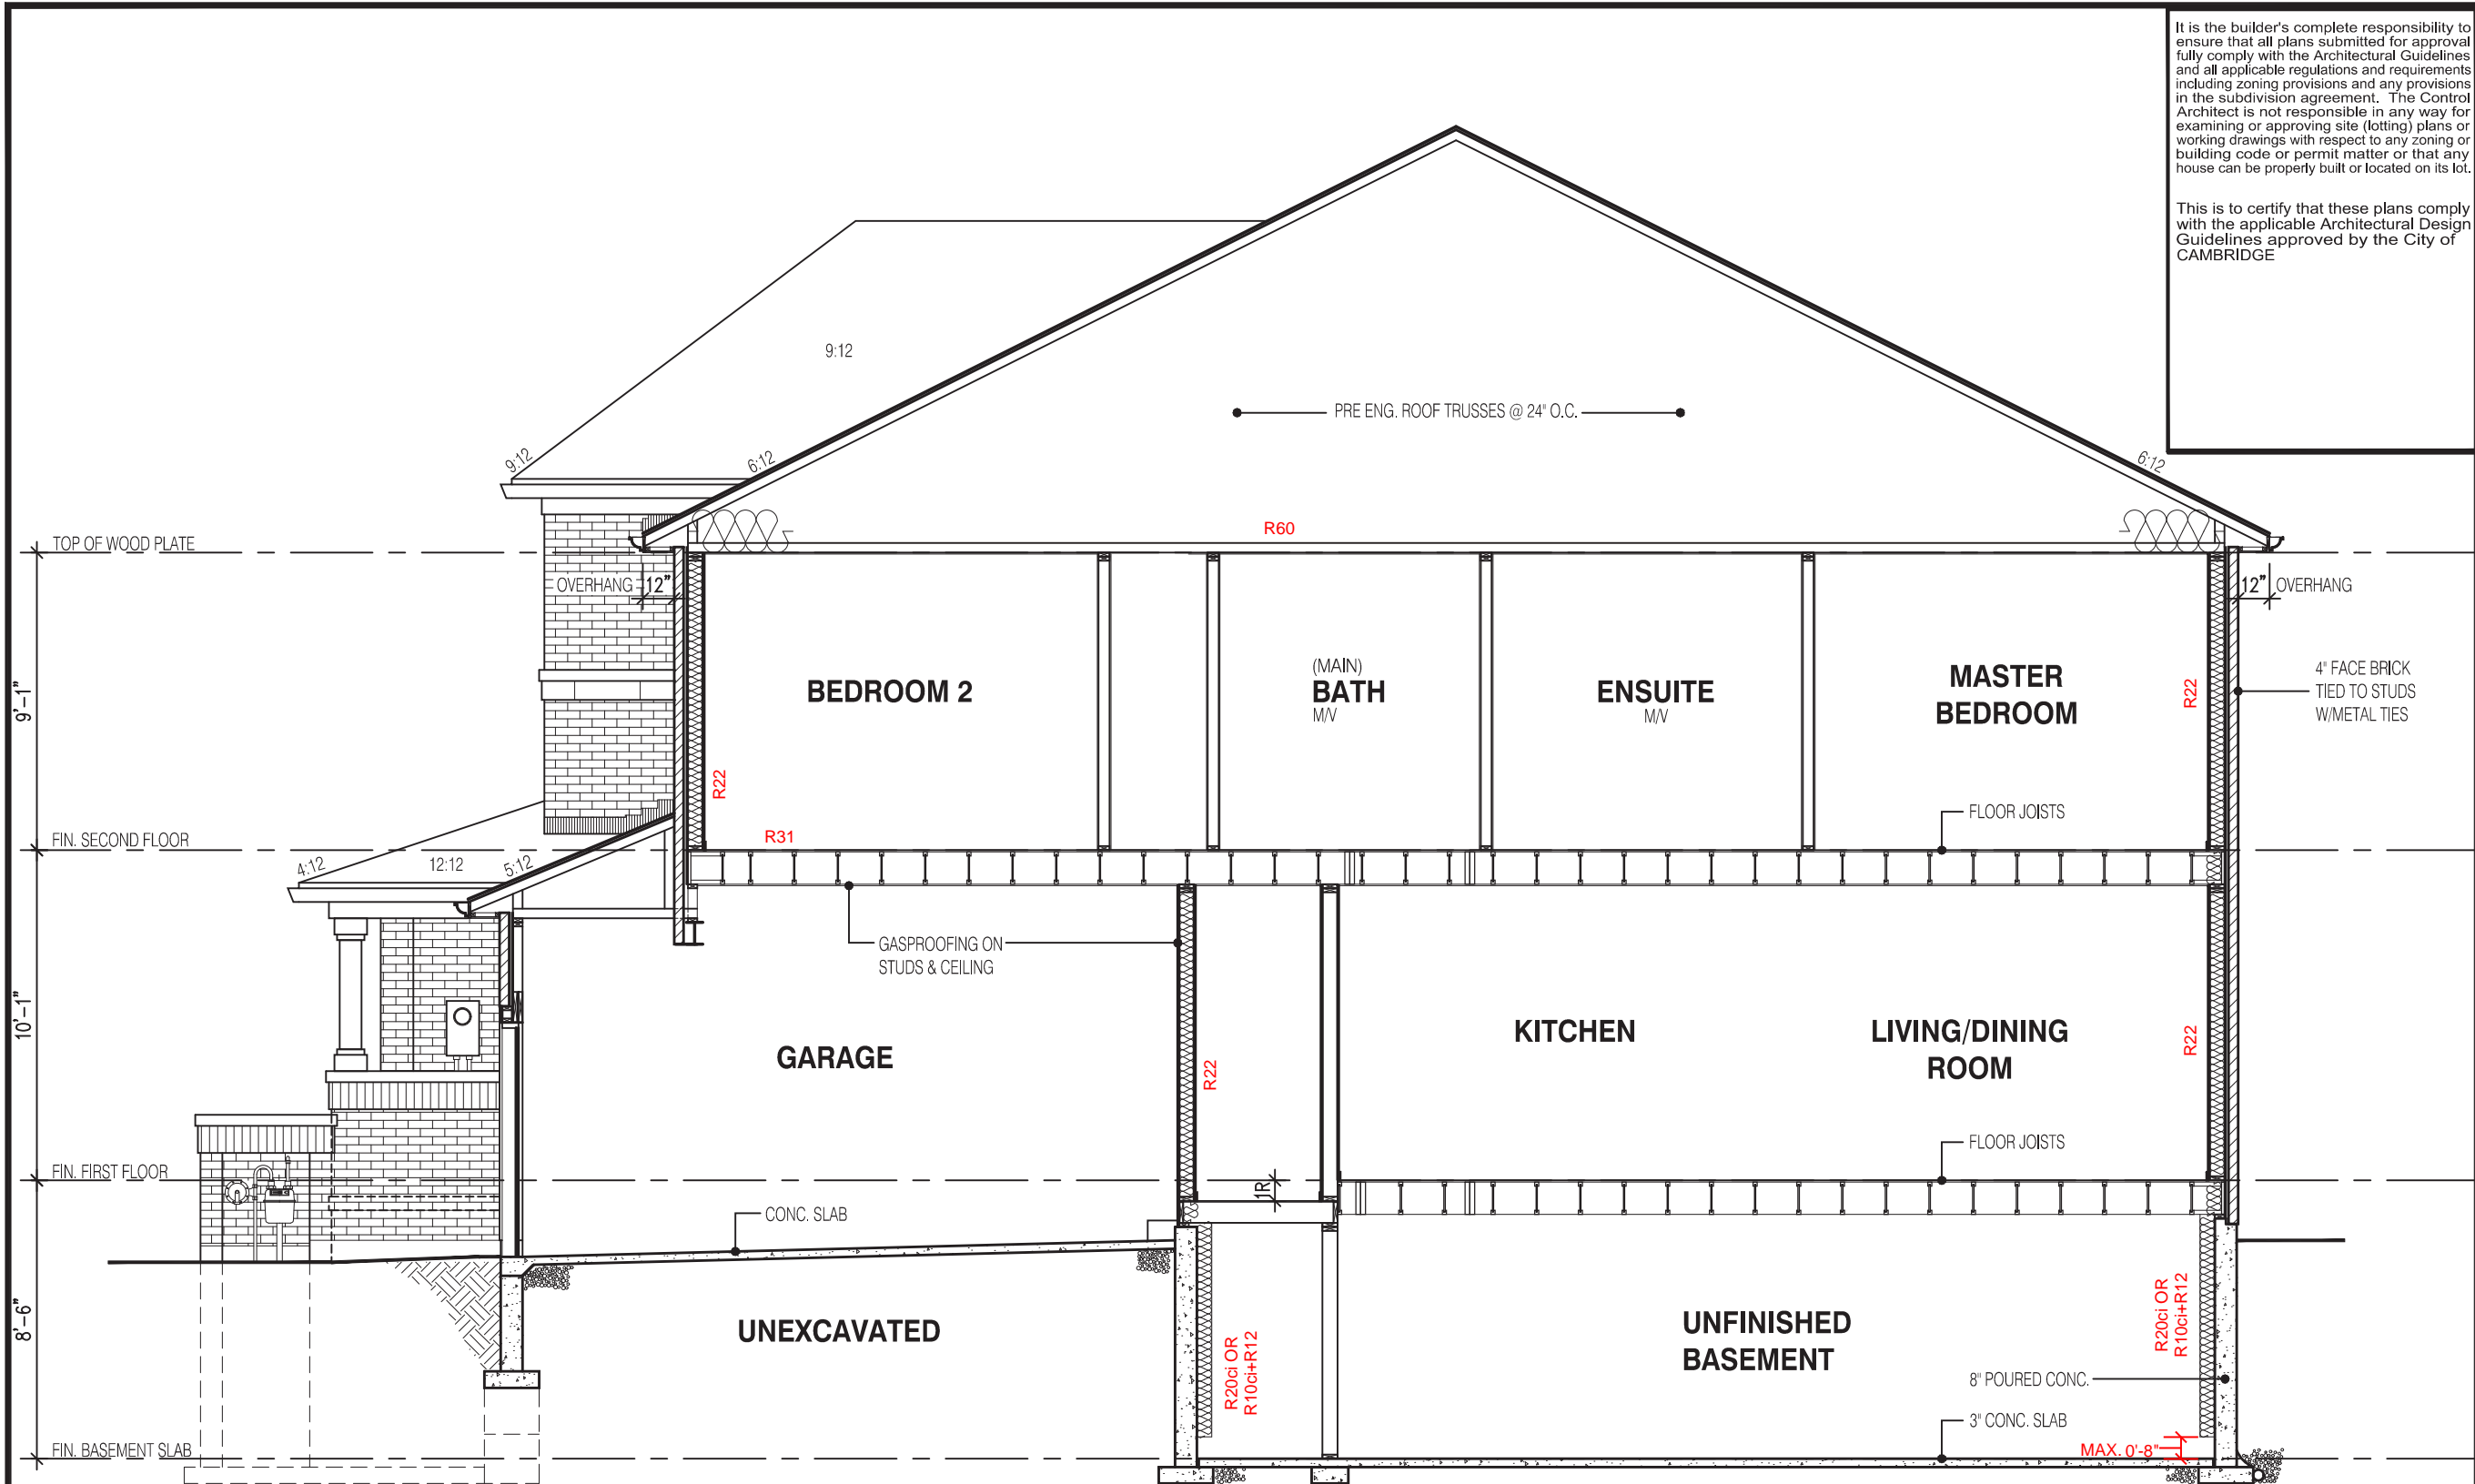 It is the builder's complete responsibility to
ensure that all plans submitted for approval
fully comply with the Architectural Guidelines
and all applicable regulations and requirements
including zoning provisions and any provisions
in the subdivision agreement. The Control
Architect is not responsible in any way for
examining or approving site (lotting) plans or
working drawings with respect to any zoning or
building code or permit matter or that any
house can be properly built or located on its lot.
This is to certify that these plans comply
with the applicable Architectural Design
Guidelines approved by the City of
CAMBRIDGE
9:12
PRE ENG. ROOF TRUSSES @ 24" O.C.
9:12
6:12
6:12
R60
TOP OF WOOD PLATE
OVERHANG 12"
12" OVERHANG
9'-1"
BEDROOM 2
(MAIN)
BATH
M/V
ENSUITE
M/V
MASTER
BEDROOM
R22
4" FACE BRICK
TIED TO STUDS
W/METAL TIES
R22
R31
FLOOR JOISTS
FIN. SECOND FLOOR
4:12
12:12
5:12
GASPROOFING ON
STUDS & CEILING
10'-1"
GARAGE
R22
KITCHEN
LIVING/DINING
ROOM
R22
FLOOR JOISTS
FIN. FIRST FLOOR
1R
CONC. SLAB
8'-6"
UNEXCAVATED
R20ci OR
R10ci+R12
UNFINISHED
BASEMENT
R20ci OR
R10ci+R12
8" POURED CONC.
3" CONC. SLAB
MAX. 0'-8"
FIN. BASEMENT SLAB